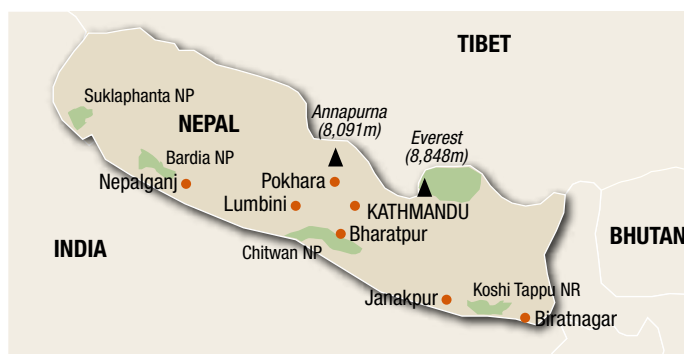 TIBET
Suklaphanta NP
NEPAL
Annapurna
(8,091m)
Everest
(8,848m)
Bardia NP
Nepalganj
Pokhara
Lumbini
KATHMANDU
Bharatpur
Chitwan NP
INDIA
BHUTAN
Janakpur
Koshi Tappu NR
Biratnagar